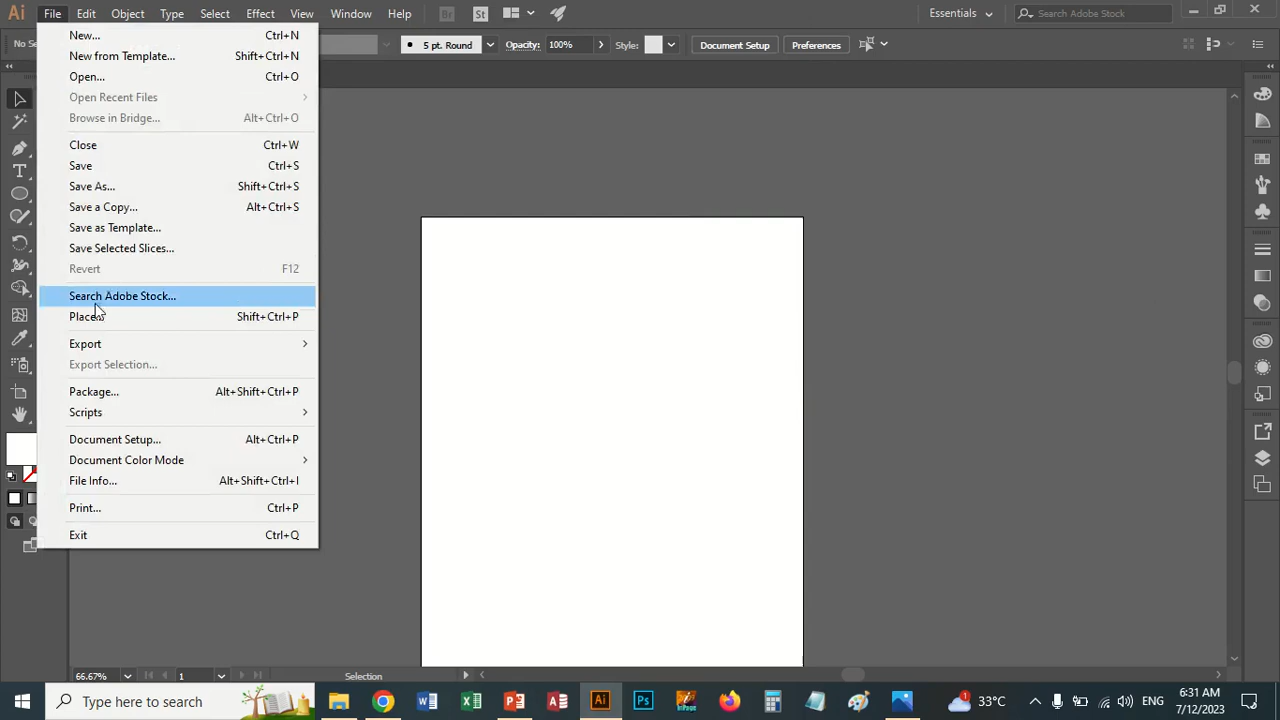 Ai File Edit Object Type Select Effect View Window Help Br St Essentials Search Adobe Stock
5 pt. Round Opacity: 100% Style: Document Setup Preferences
New... Ctrl+N
New from Template... Shift+Ctrl+N
Open... Ctrl+O
Open Recent Files
Browse in Bridge... Alt+Ctrl+O
Close Ctrl+W
Save Ctrl+S
Save As... Shift+Ctrl+S
Save a Copy... Alt+Ctrl+S
Save as Template...
Save Selected Slices...
Revert F12
Search Adobe Stock...
Place... Shift+Ctrl+P
Export
Export Selection...
Package... Alt+Shift+Ctrl+P
Scripts
Document Setup... Alt+Ctrl+P
Document Color Mode
File Info... Alt+Shift+Ctrl+I
Print... Ctrl+P
Exit Ctrl+Q
66.67% 1 Selection
Type here to search Ai Ps 1 33°C ENG 6:31 AM
7/12/2023